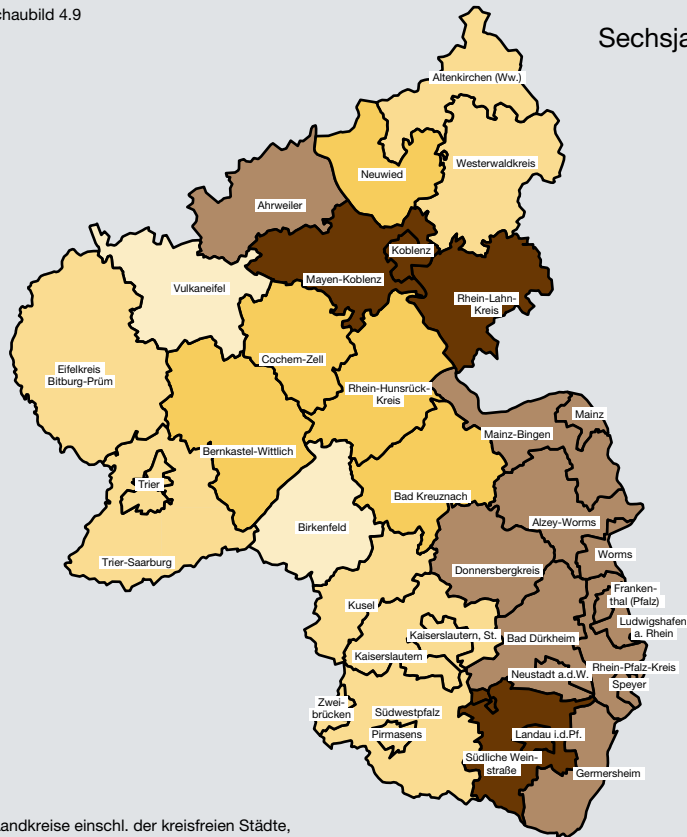 chaubild 4.9
Sechsja
Altenkirchen (Ww.)
Westerwaldkreis
Neuwied
Ahrweiler
Koblenz
Mayen-Koblenz
Vulkaneifel
Rhein-Lahn-
Kreis
Cochem-Zell
Eifelkreis
Bitburg-Prüm
Rhein-Hunsrück-
Kreis
Mainz
Mainz-Bingen
Bernkastel-Wittlich
Trier
Bad Kreuznach
Birkenfeld
Alzey-Worms
Worms
Trier-Saarburg
Donnersbergkreis
Franken-
thal (Pfalz)
Kusel
Ludwigshafen
a. Rhein
Kaiserslautern, St.
Bad Dürkheim
Kaiserslautern
Rhein-Pfalz-Kreis
Neustadt a.d.W.
Speyer
Zwei-
brücken
Südwestpfalz
Pirmasens
Landau i.d.Pf.
Südliche Wein-
straße
Germersheim
andkreise einschl. der kreisfreien Städte,